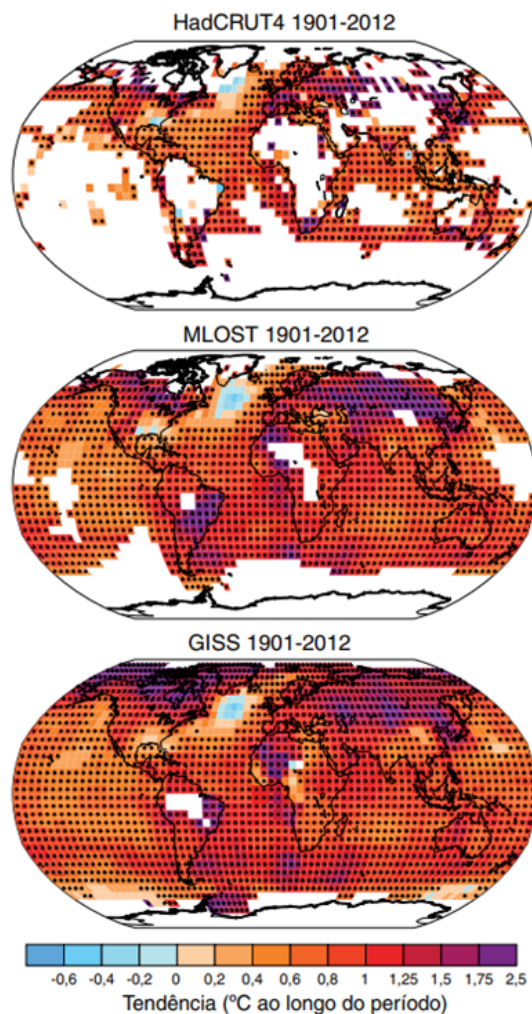 HadCRUT4 1901-2012
MLOST 1901-2012
GISS 1901-2012
-0,6 -0,4 -0,2 0 0,2 0,4 0,6 0,8 1 1,25 1,5 1,75 2,5
Tendência (ºC ao longo do período)